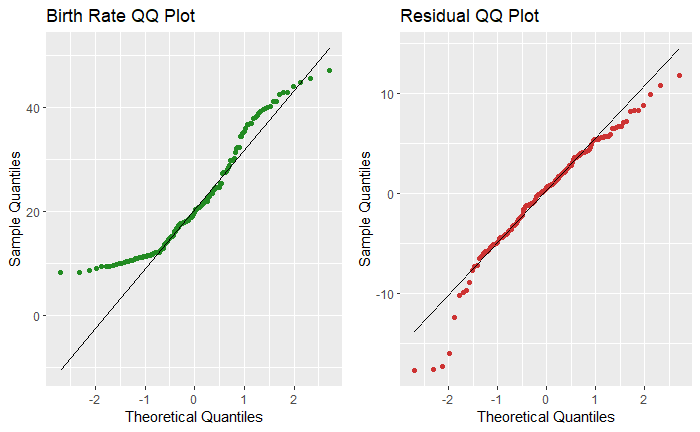 Birth Rate QQ Plot
Sample Quantiles
40
20
0
-2 -1 0 1 2
Theoretical Quantiles
Residual QQ Plot
Sample Quantiles
10
0
-10
-2 -1 0 1 2
Theoretical Quantiles